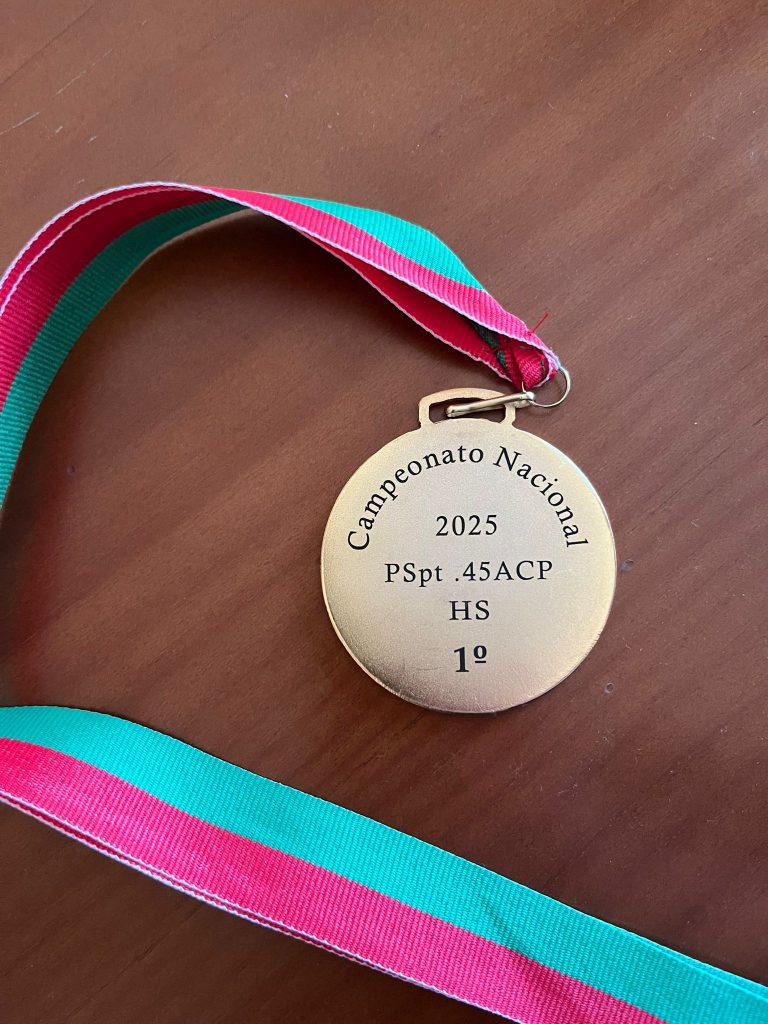 Campeonato Nacional
2025
PSpt .45ACP
HS
1º